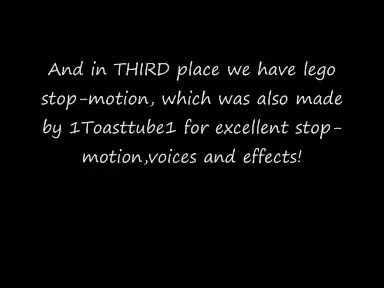 And in THIRD place we have lego
stop-motion, which was also made
by 1Toasttube1 for excellent stop-
motion,voices and effects!